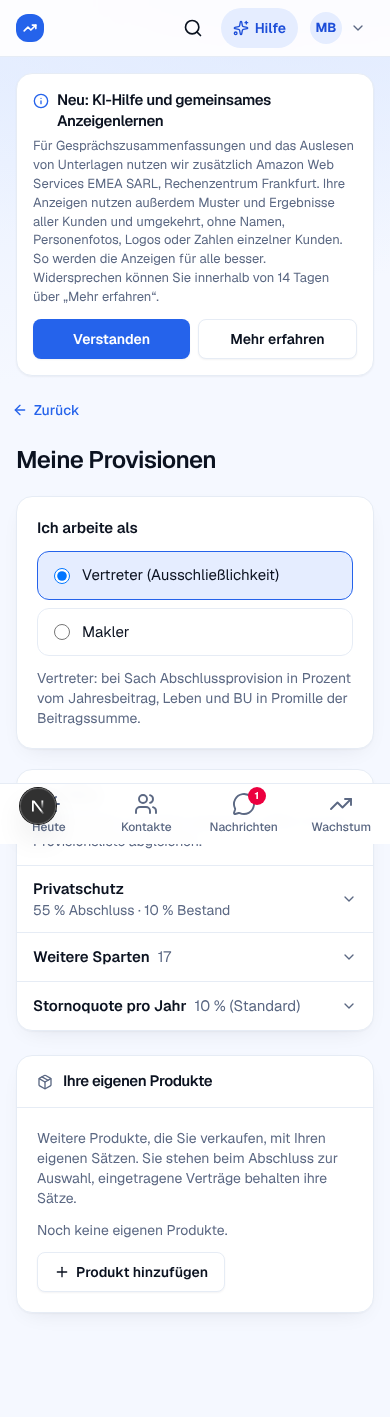 Hilfe
MB
Neu: KI-Hilfe und gemeinsames
Anzeigenlernen
Für Gesprächszusammenfassungen und das Auslesen
von Unterlagen nutzen wir zusätzlich Amazon Web
Services EMEA SARL, Rechenzentrum Frankfurt. Ihre
Anzeigen nutzen außerdem Muster und Ergebnisse
aller Kunden und umgekehrt, ohne Namen,
Personenfotos, Logos oder Zahlen einzelner Kunden.
So werden die Anzeigen für alle besser.
Widersprechen können Sie innerhalb von 14 Tagen
über „Mehr erfahren“.
Verstanden
Mehr erfahren
Zurück
Meine Provisionen
Ich arbeite als
Vertreter (Ausschließlichkeit)
Makler
Vertreter: bei Sach Abschlussprovision in Prozent
vom Jahresbeitrag, Leben und BU in Promille der
Beitragssumme.
N
1
Heute
Kontakte
Nachrichten
Wachstum
Provisionsliste abgleichen.
Privatschutz
55 % Abschluss · 10 % Bestand
Weitere Sparten 17
Stornoquote pro Jahr 10 % (Standard)
Ihre eigenen Produkte
Weitere Produkte, die Sie verkaufen, mit Ihren
eigenen Sätzen. Sie stehen beim Abschluss zur
Auswahl, eingetragene Verträge behalten ihre
Sätze.
Noch keine eigenen Produkte.
Produkt hinzufügen